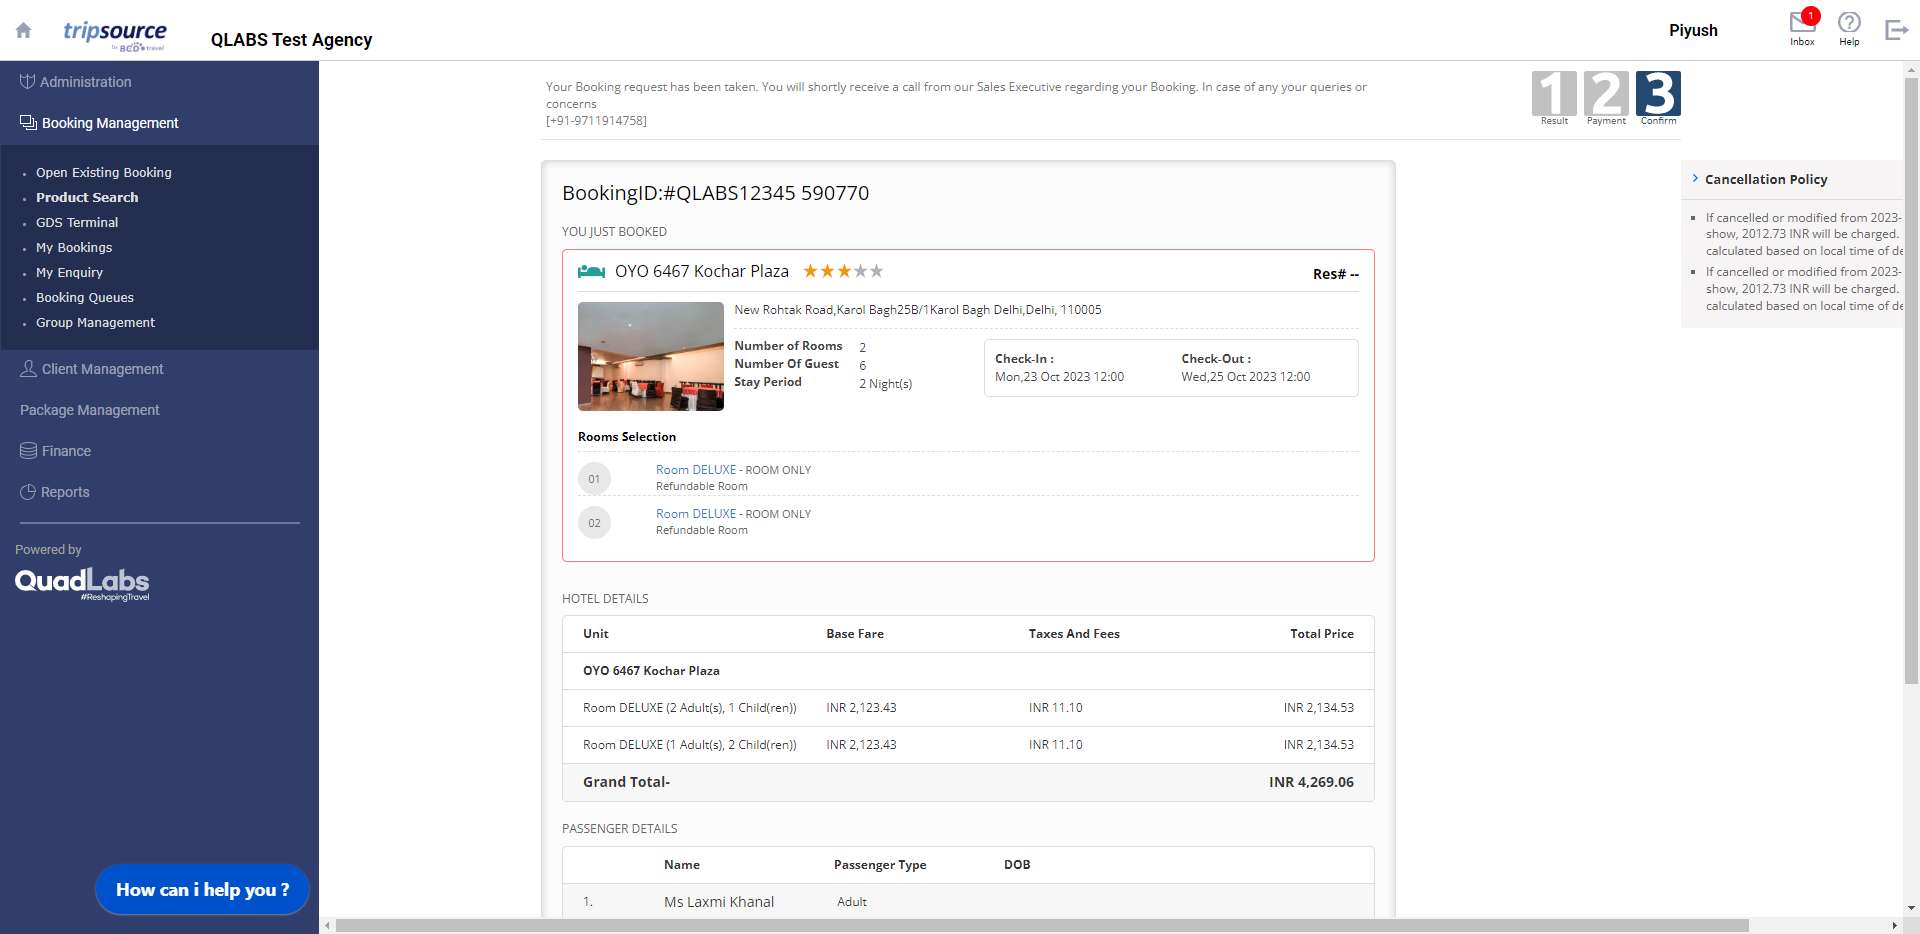 tripsource
by BCD travel
QLABS Test Agency
Piyush
1
Inbox
Help
Administration
Booking Management
Open Existing Booking
Product Search
GDS Terminal
My Bookings
My Enquiry
Booking Queues
Group Management
Client Management
Package Management
Finance
Reports
Powered by
QuadLabs
#ReshapingTravel
How can i help you ?
Your Booking request has been taken. You will shortly receive a call from our Sales Executive regarding your Booking. In case of any your queries or
concerns
[+91-9711914758]
1 2 3
Result Payment Confirm
BookingID:#QLABS12345 590770
YOU JUST BOOKED
OYO 6467 Kochar Plaza
Res# --
New Rohtak Road,Karol Bagh25B/1Karol Bagh Delhi,Delhi, 110005
Number of Rooms 2
Number Of Guest 6
Stay Period 2 Night(s)
Check-In : Check-Out :
Mon,23 Oct 2023 12:00 Wed,25 Oct 2023 12:00
Rooms Selection
01 Room DELUXE - ROOM ONLY
Refundable Room
02 Room DELUXE - ROOM ONLY
Refundable Room
HOTEL DETAILS
Unit Base Fare Taxes And Fees Total Price
OYO 6467 Kochar Plaza
Room DELUXE (2 Adult(s), 1 Child(ren)) INR 2,123.43 INR 11.10 INR 2,134.53
Room DELUXE (1 Adult(s), 2 Child(ren)) INR 2,123.43 INR 11.10 INR 2,134.53
Grand Total- INR 4,269.06
PASSENGER DETAILS
Name Passenger Type DOB
1. Ms Laxmi Khanal Adult
Cancellation Policy
If cancelled or modified from 2023-
show, 2012.73 INR will be charged.
calculated based on local time of de
If cancelled or modified from 2023-
show, 2012.73 INR will be charged.
calculated based on local time of de